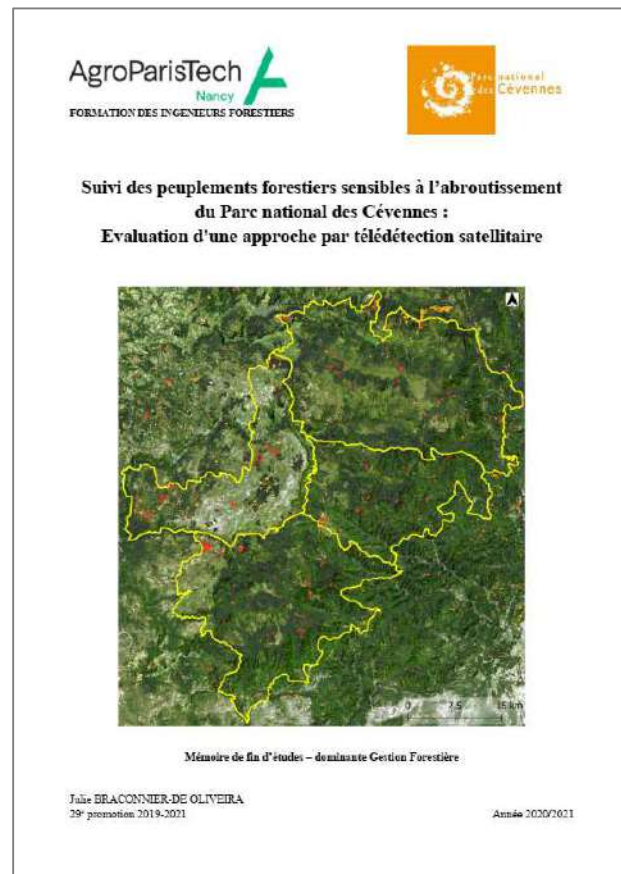 AgroParisTech
Nancy
FORMATION DES INGENIEURS FORESTIERS
Parc national
des Cévennes
Suivi des peuplements forestiers sensibles à l'abroutissement
du Parc national des Cévennes :
Evaluation d'une approche par télédétection satellitaire
0 7.5 15 km
Mémoire de fin d'études – dominante Gestion Forestière
Julie BRACONNIER-DE OLIVEIRA
29e promotion 2019-2021
Année 2020/2021